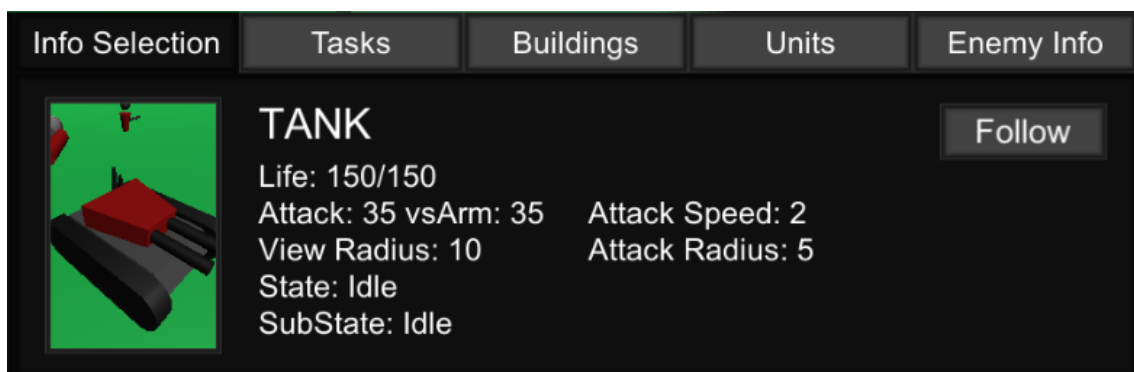 Info Selection Tasks Buildings Units Enemy Info
TANK
Follow
Life: 150/150
Attack: 35 vsArm: 35 Attack Speed: 2
View Radius: 10 Attack Radius: 5
State: Idle
SubState: Idle